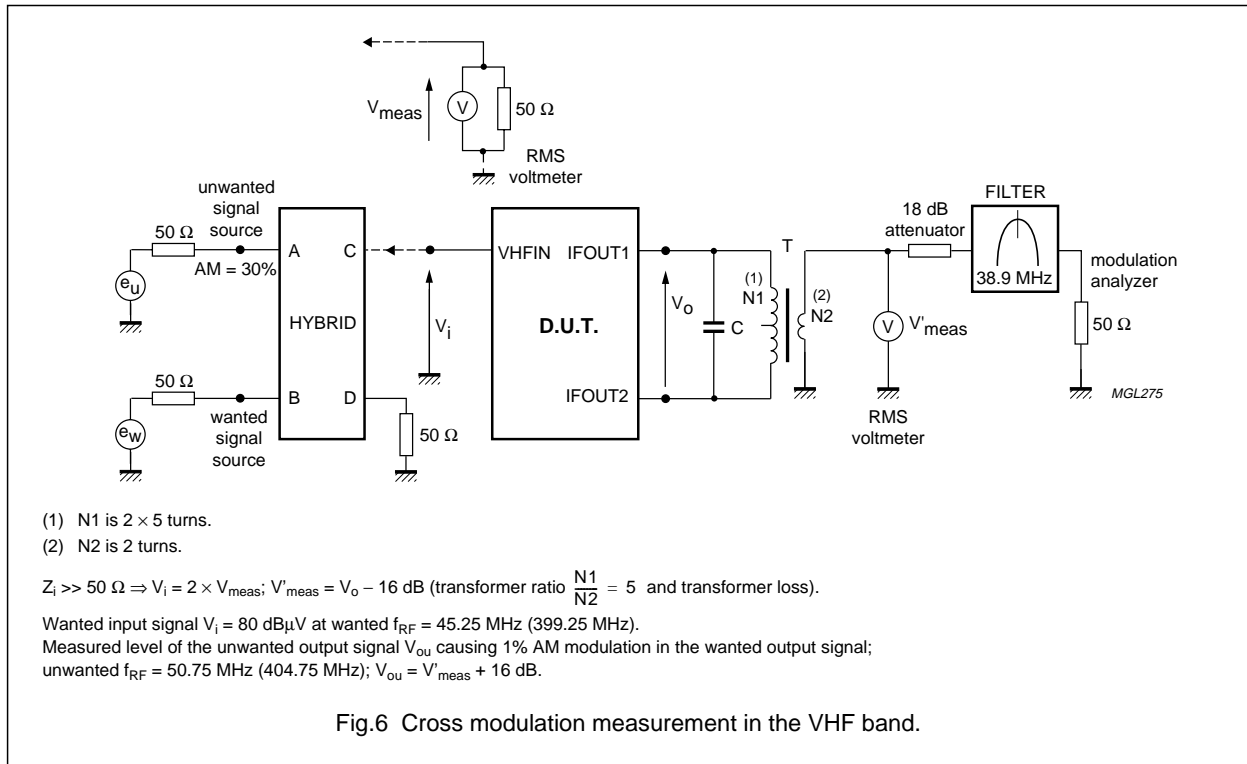 V_meas
V
50 Ω
RMS
voltmeter
unwanted
signal
source
50 Ω
AM = 30%
e_u
A
C
HYBRID
B
D
50 Ω
e_w
wanted
signal
source
50 Ω
V_i
VHFIN
IFOUT1
D.U.T.
IFOUT2
V_o
C
T
(1)
N1
(2)
N2
V
V'_meas
RMS
voltmeter
18 dB
attenuator
FILTER
38.9 MHz
modulation
analyzer
50 Ω
MGL275
(1) N1 is 2 × 5 turns.
(2) N2 is 2 turns.
Z_i >> 50 Ω ⇒ V_i = 2 × V_meas; V'_meas = V_o − 16 dB (transformer ratio N1/N2 = 5 and transformer loss).
Wanted input signal V_i = 80 dBμV at wanted f_RF = 45.25 MHz (399.25 MHz).
Measured level of the unwanted output signal V_ou causing 1% AM modulation in the wanted output signal;
unwanted f_RF = 50.75 MHz (404.75 MHz); V_ou = V'_meas + 16 dB.
Fig.6 Cross modulation measurement in the VHF band.